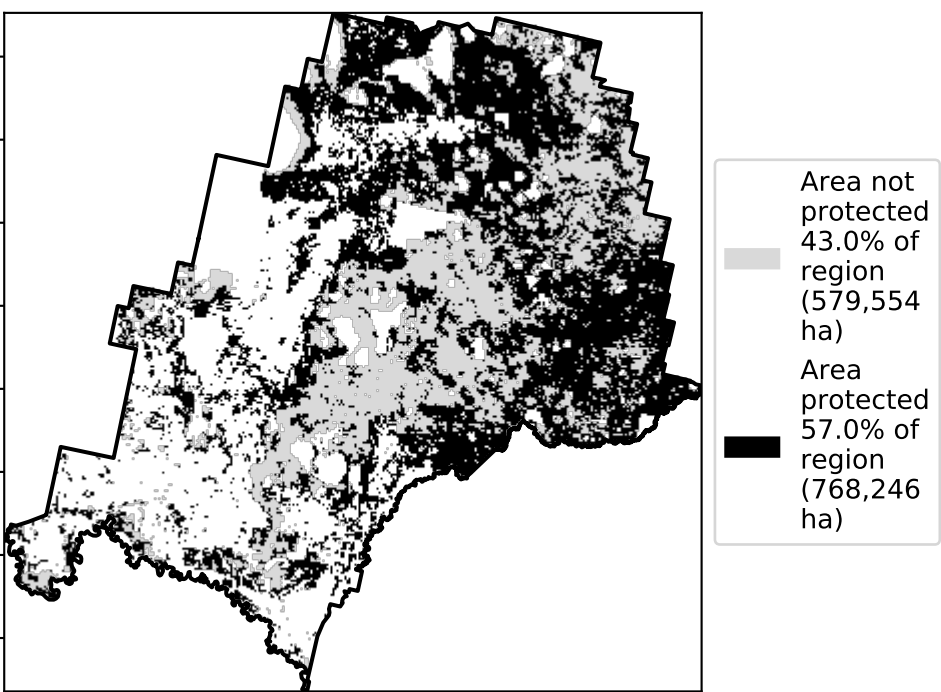 Area not
protected
43.0% of
region
(579,554
ha)
Area
protected
57.0% of
region
(768,246
ha)